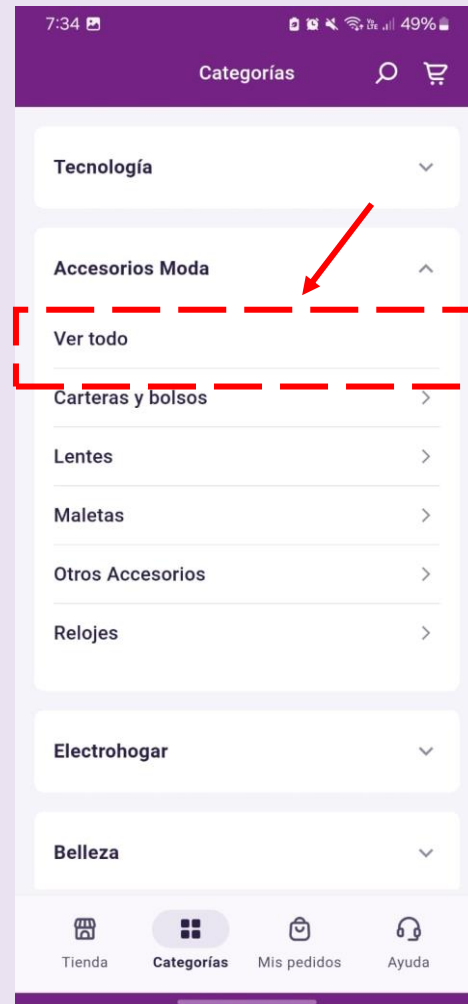 7:34 49%
Categorías
Tecnología
Accesorios Moda
Ver todo
Carteras y bolsos
Lentes
Maletas
Otros Accesorios
Relojes
Electrohogar
Belleza
Tienda Categorías Mis pedidos Ayuda